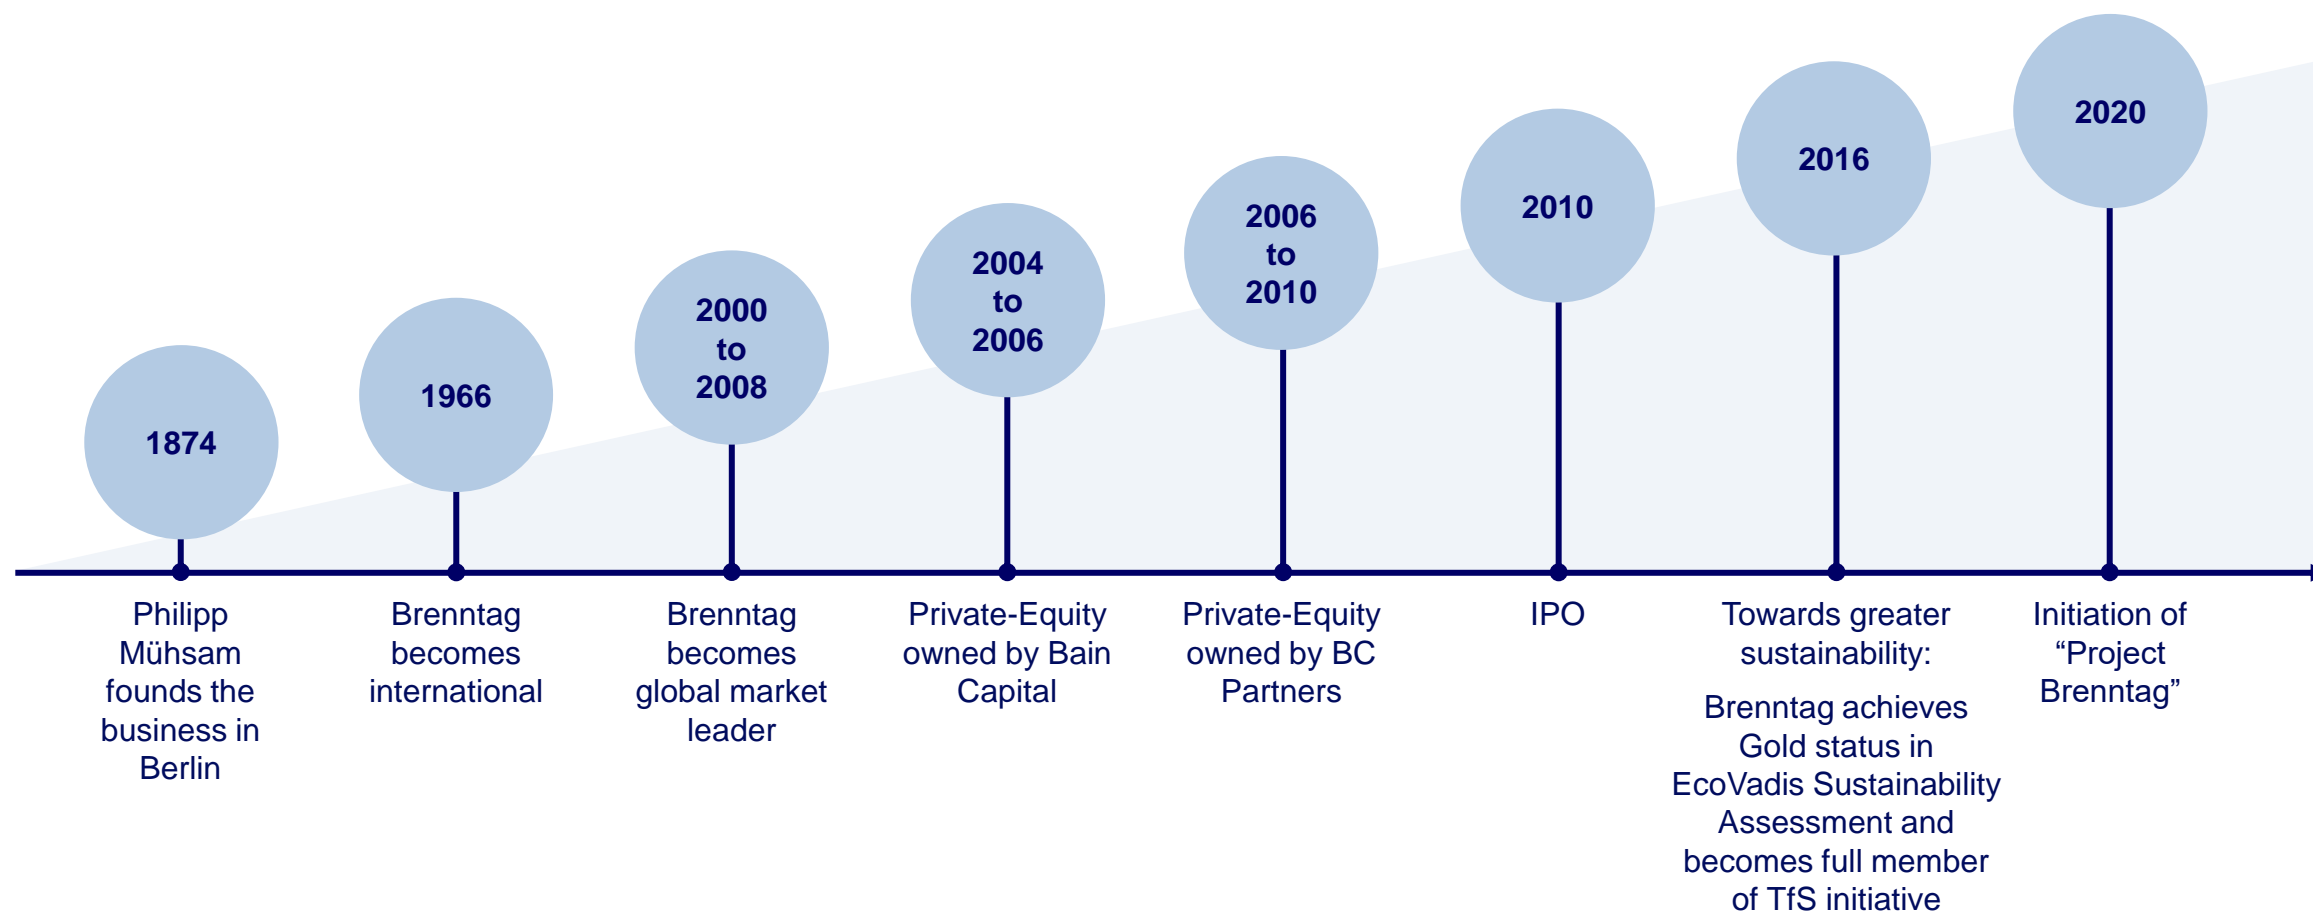 1874
Philipp
Mühsam
founds the
business in
Berlin
1966
Brenntag
becomes
international
2000
to
2008
Brenntag
becomes
global market
leader
2004
to
2006
Private-Equity
owned by Bain
Capital
2006
to
2010
Private-Equity
owned by BC
Partners
2010
IPO
2016
Towards greater
sustainability:
Brenntag achieves
Gold status in
EcoVadis Sustainability
Assessment and
becomes full member
of TfS initiative
2020
Initiation of
“Project
Brenntag”